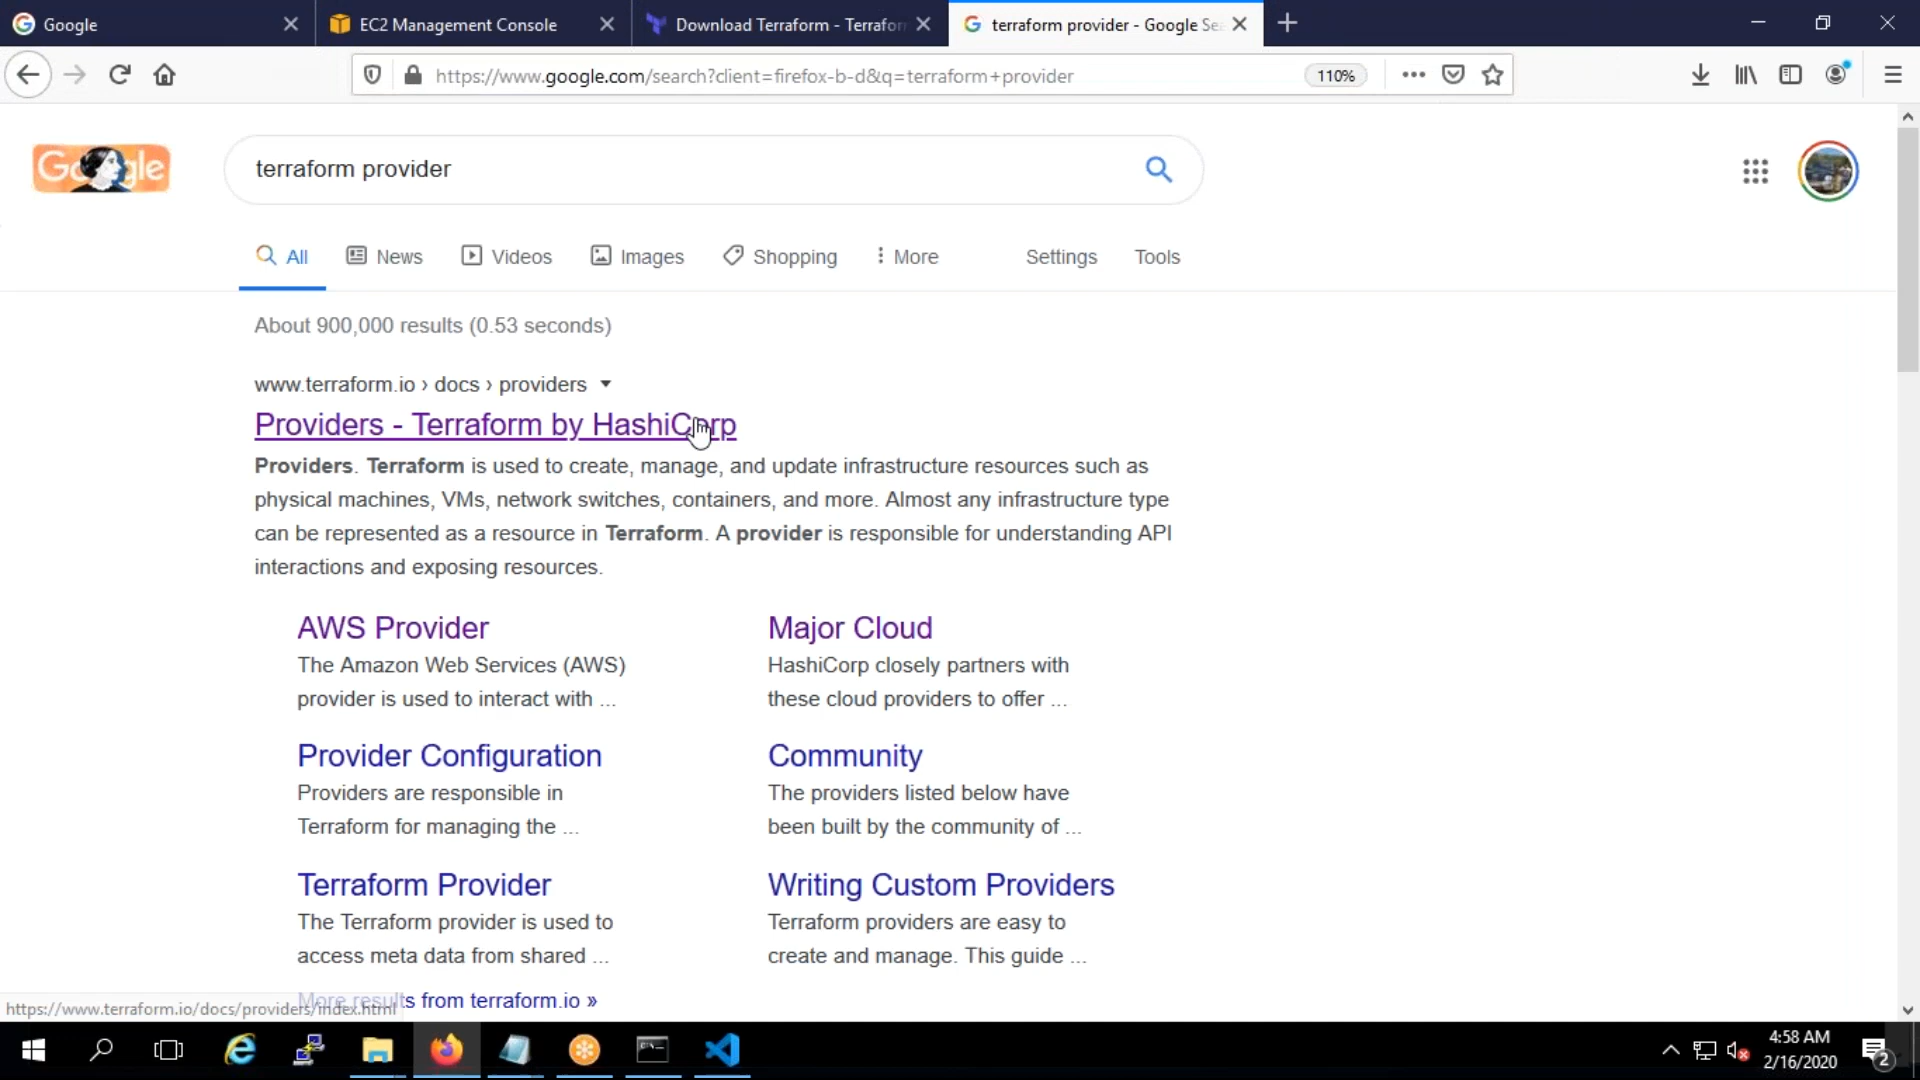 Google
EC2 Management Console
Download Terraform - Terrafor
terraform provider - Google Se
https://www.google.com/search?client=firefox-b-d&q=terraform+provider
110%
Google
terraform provider
All
News
Videos
Images
Shopping
More
Settings
Tools
About 900,000 results (0.53 seconds)
www.terraform.io › docs › providers
Providers - Terraform by HashiCorp
Providers. Terraform is used to create, manage, and update infrastructure resources such as
physical machines, VMs, network switches, containers, and more. Almost any infrastructure type
can be represented as a resource in Terraform. A provider is responsible for understanding API
interactions and exposing resources.
AWS Provider
The Amazon Web Services (AWS)
provider is used to interact with ...
Major Cloud
HashiCorp closely partners with
these cloud providers to offer ...
Provider Configuration
Providers are responsible in
Terraform for managing the ...
Community
The providers listed below have
been built by the community of ...
Terraform Provider
The Terraform provider is used to
access meta data from shared ...
Writing Custom Providers
Terraform providers are easy to
create and manage. This guide ...
More results from terraform.io »
https://www.terraform.io/docs/providers/index.html
4:58 AM
2/16/2020
2